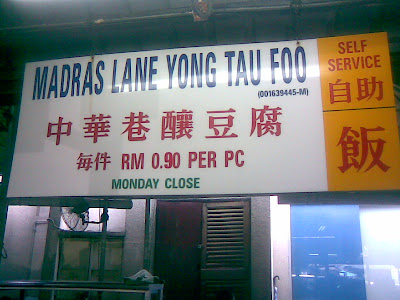 MADRAS LANE YONG TAU FOO
(001639445-M)
中華巷釀豆腐
每件 RM 0.90 PER PC
MONDAY CLOSE
SELF
SERVICE
自助
飯